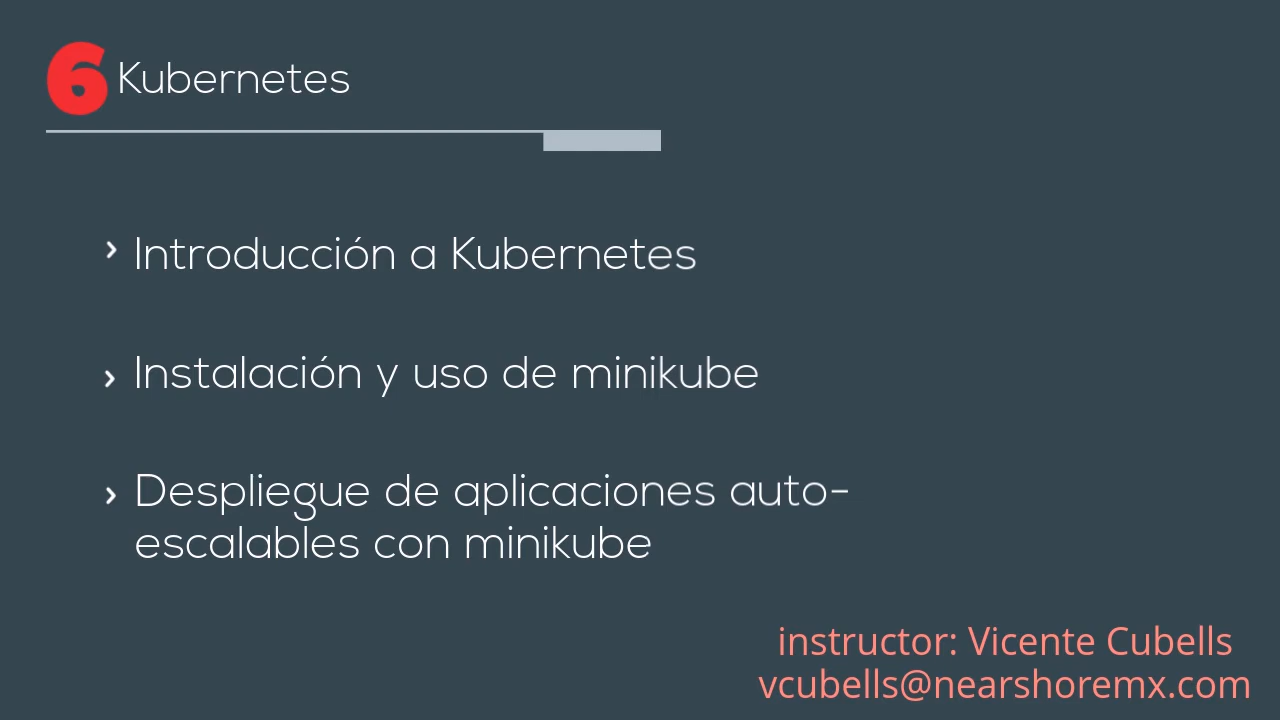 6 Kubernetes
› Introducción a Kubernetes
› Instalación y uso de minikube
› Despliegue de aplicaciones auto-
escalables con minikube
instructor: Vicente Cubells
vcubells@nearshoremx.com